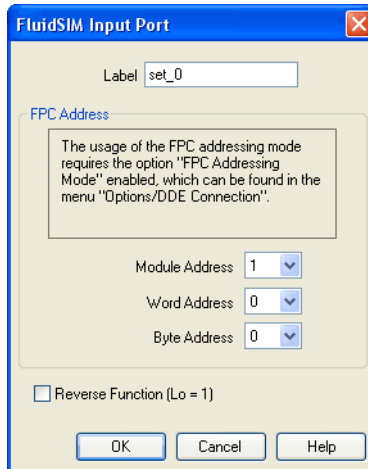 FluidSIM Input Port
Label set_0
FPC Address
The usage of the FPC addressing mode
requires the option "FPC Addressing
Mode" enabled, which can be found in the
menu "Options/DDE Connection".
Module Address 1
Word Address 0
Byte Address 0
Reverse Function (Lo = 1)
OK Cancel Help